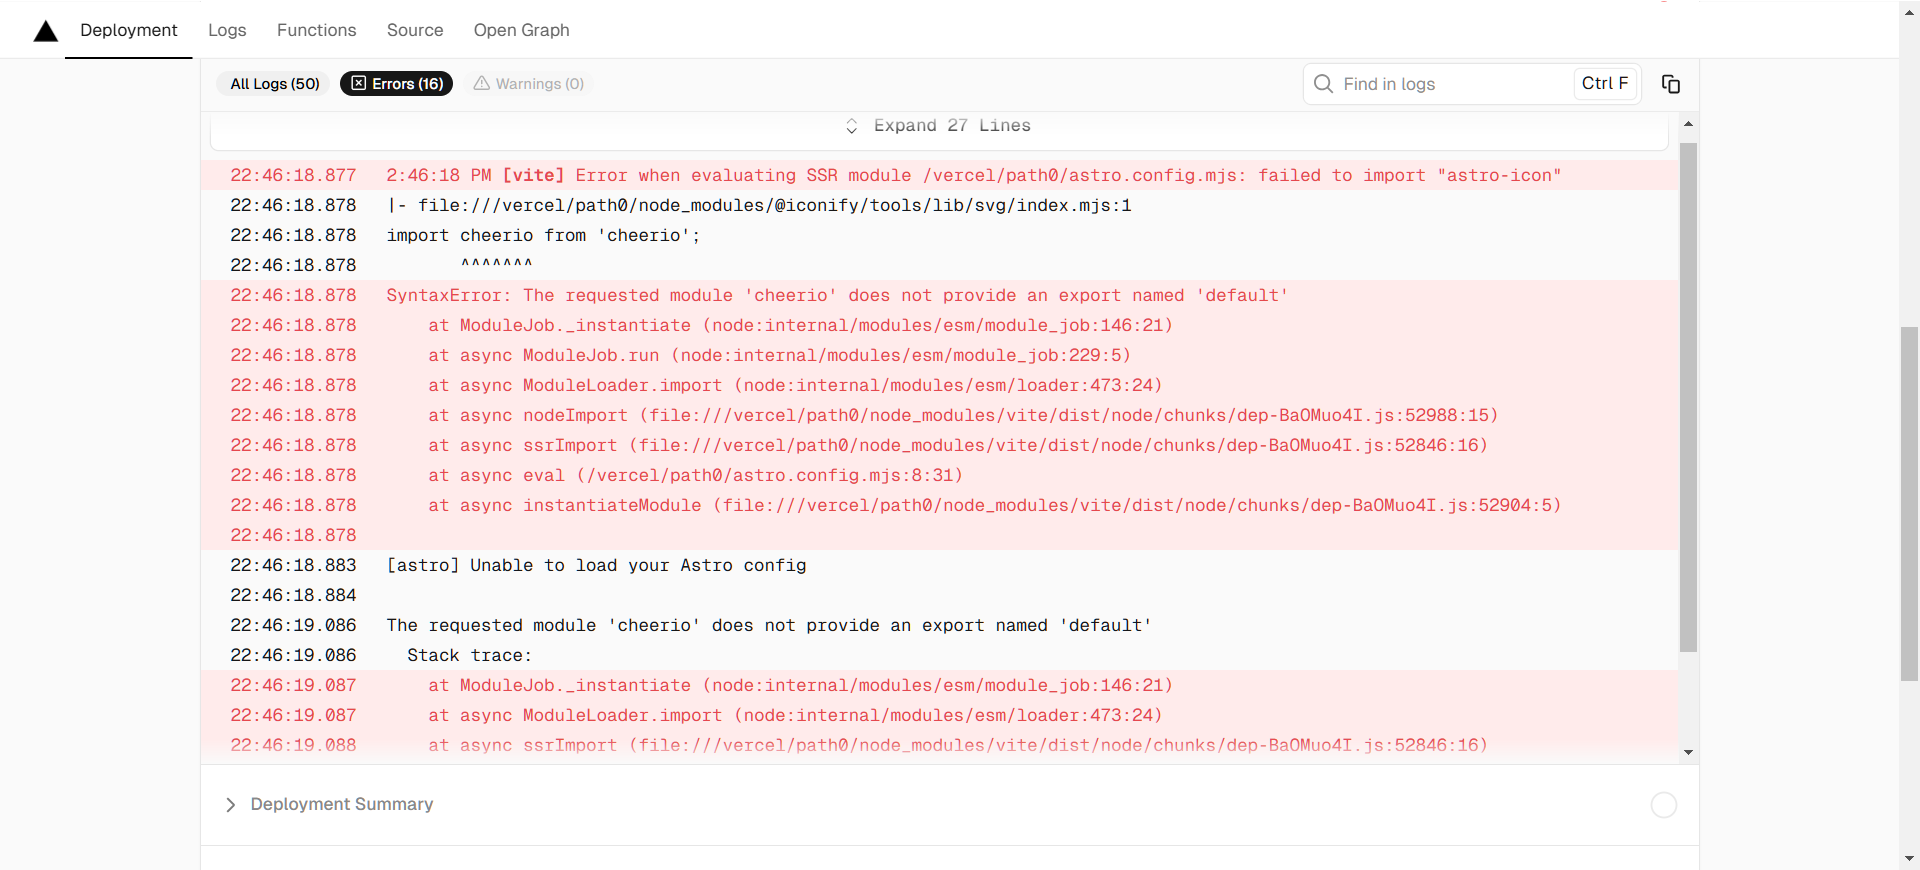 Deployment Logs Functions Source Open Graph
All Logs (50) Errors (16) Warnings (0) Find in logs Ctrl F
Expand 27 Lines
22:46:18.877 2:46:18 PM [vite] Error when evaluating SSR module /vercel/path0/astro.config.mjs: failed to import "astro-icon"
22:46:18.878 |- file:///vercel/path0/node_modules/@iconify/tools/lib/svg/index.mjs:1
22:46:18.878 import cheerio from 'cheerio';
22:46:18.878 ^^^^^^^
22:46:18.878 SyntaxError: The requested module 'cheerio' does not provide an export named 'default'
22:46:18.878 at ModuleJob._instantiate (node:internal/modules/esm/module_job:146:21)
22:46:18.878 at async ModuleJob.run (node:internal/modules/esm/module_job:229:5)
22:46:18.878 at async ModuleLoader.import (node:internal/modules/esm/loader:473:24)
22:46:18.878 at async nodeImport (file:///vercel/path0/node_modules/vite/dist/node/chunks/dep-BaOMuo4I.js:52988:15)
22:46:18.878 at async ssrImport (file:///vercel/path0/node_modules/vite/dist/node/chunks/dep-BaOMuo4I.js:52846:16)
22:46:18.878 at async eval (/vercel/path0/astro.config.mjs:8:31)
22:46:18.878 at async instantiateModule (file:///vercel/path0/node_modules/vite/dist/node/chunks/dep-BaOMuo4I.js:52904:5)
22:46:18.878
22:46:18.883 [astro] Unable to load your Astro config
22:46:18.884
22:46:19.086 The requested module 'cheerio' does not provide an export named 'default'
22:46:19.086 Stack trace:
22:46:19.087 at ModuleJob._instantiate (node:internal/modules/esm/module_job:146:21)
22:46:19.087 at async ModuleLoader.import (node:internal/modules/esm/loader:473:24)
22:46:19.088 at async ssrImport (file:///vercel/path0/node_modules/vite/dist/node/chunks/dep-BaOMuo4I.js:52846:16)
Deployment Summary